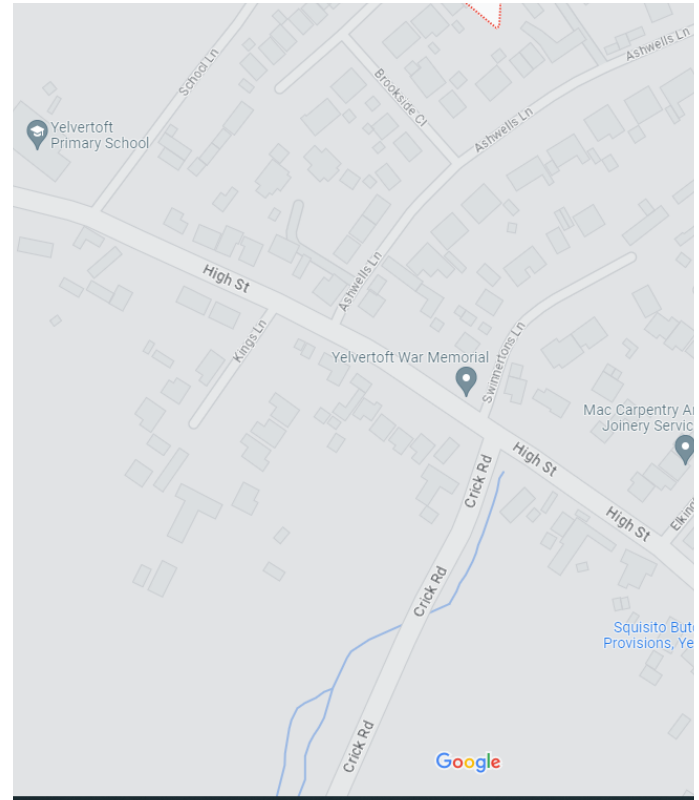 Ashwells Ln
School Ln
Brookside Cl
Ashwells Ln
Yelvertoft
Primary School
High St
Ashwells Ln
Kings Ln
Yelvertoft War Memorial
Swinnertons Ln
Mac Carpentry A
Joinery Servic
High St
Crick Rd
High St
Elking
Crick Rd
Squisito But
Provisions, Ye
Crick Rd
Google